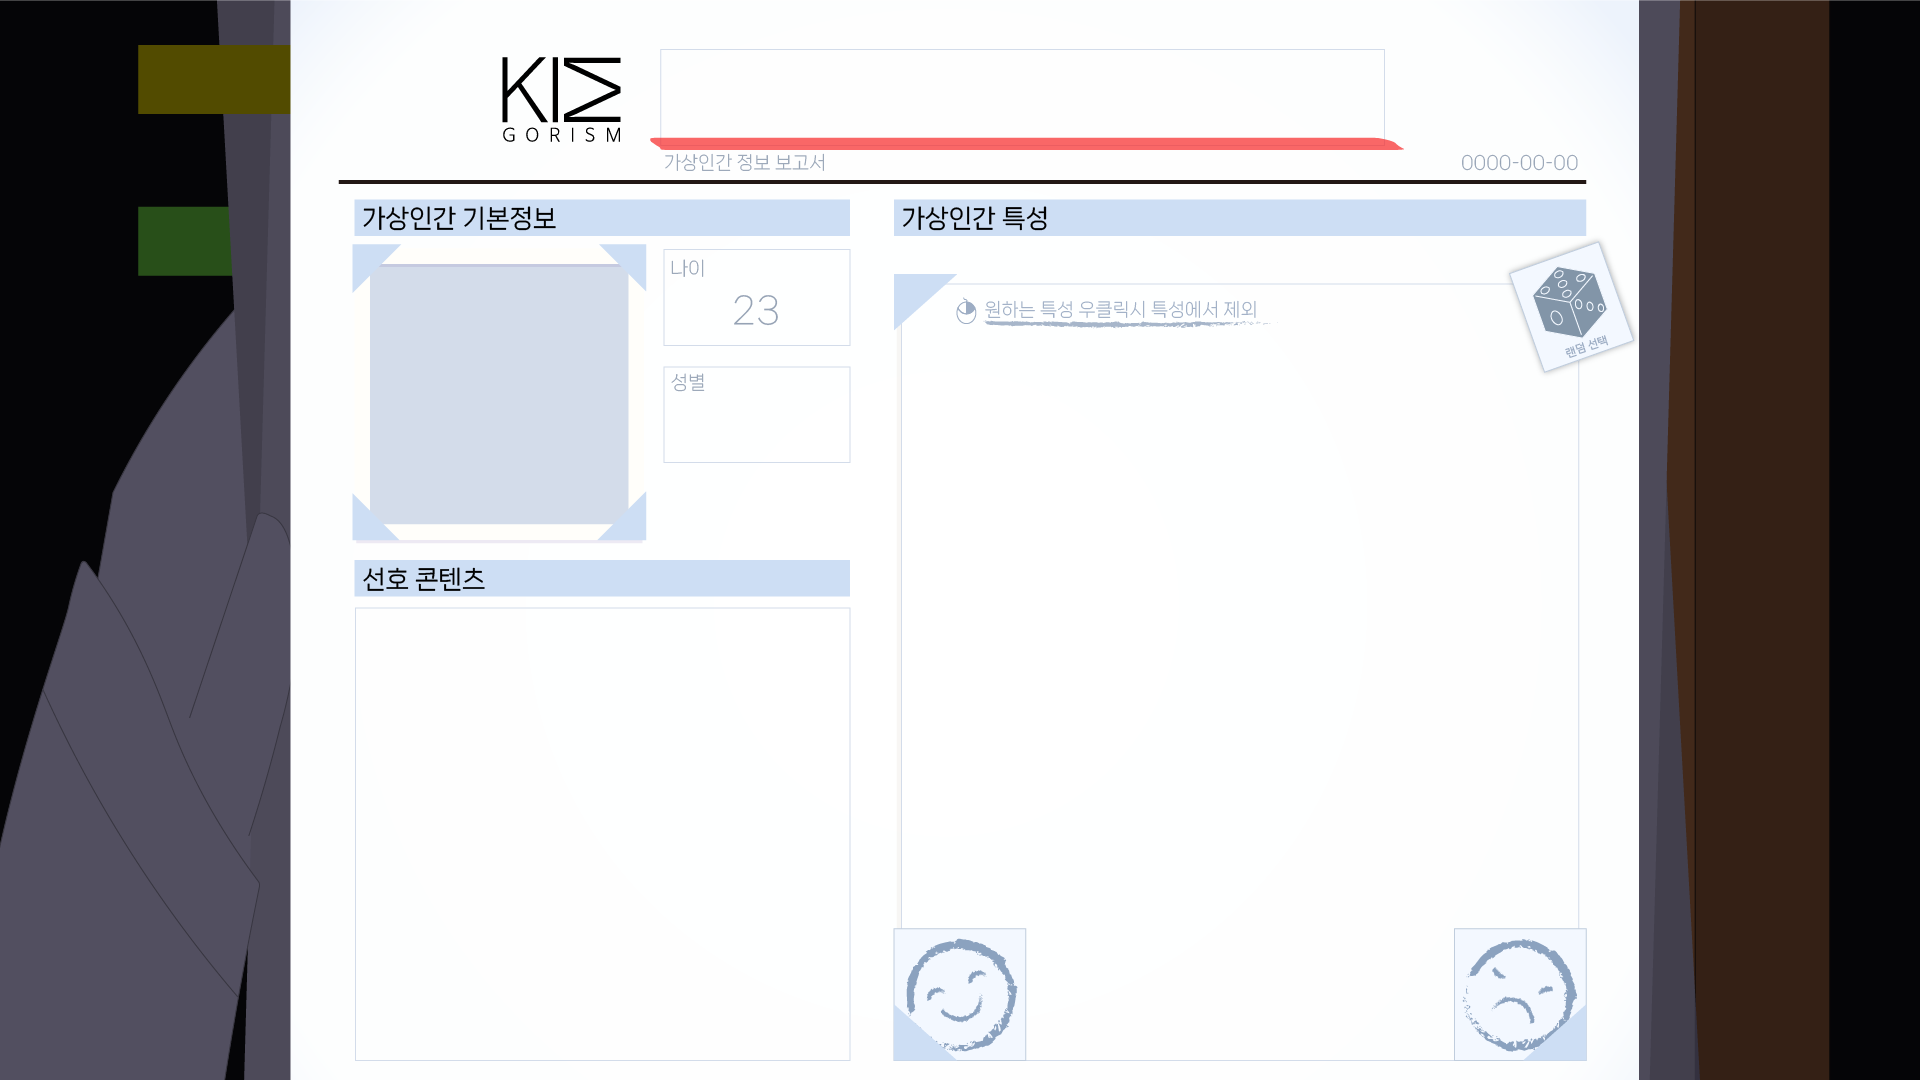 KIM
GORISM
가상인간 정보 보고서
0000-00-00
가상인간 기본정보
나이
23
성별
선호 콘텐츠
가상인간 특성
원하는 특성 우클릭시 특성에서 제외
랜덤 선택